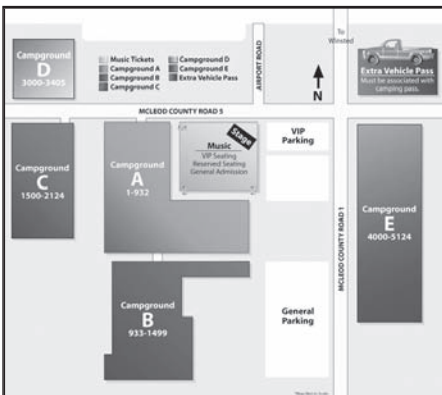 Campground
D
3000-3405
Music Tickets
Campground A
Campground B
Campground C
Campground D
Campground E
Extra Vehicle Pass
AIRPORT ROAD
N
To
Winsted
Extra Vehicle Pass
Must be associated with
camping pass.
MCLEOD COUNTY ROAD 5
Campground
C
1500-2124
Campground
A
1-932
Stage
Music
VIP Seating
Reserved Seating
General Admission
VIP
Parking
MCLEOD COUNTY ROAD 1
Campground
E
4000-5124
Campground
B
933-1499
General
Parking